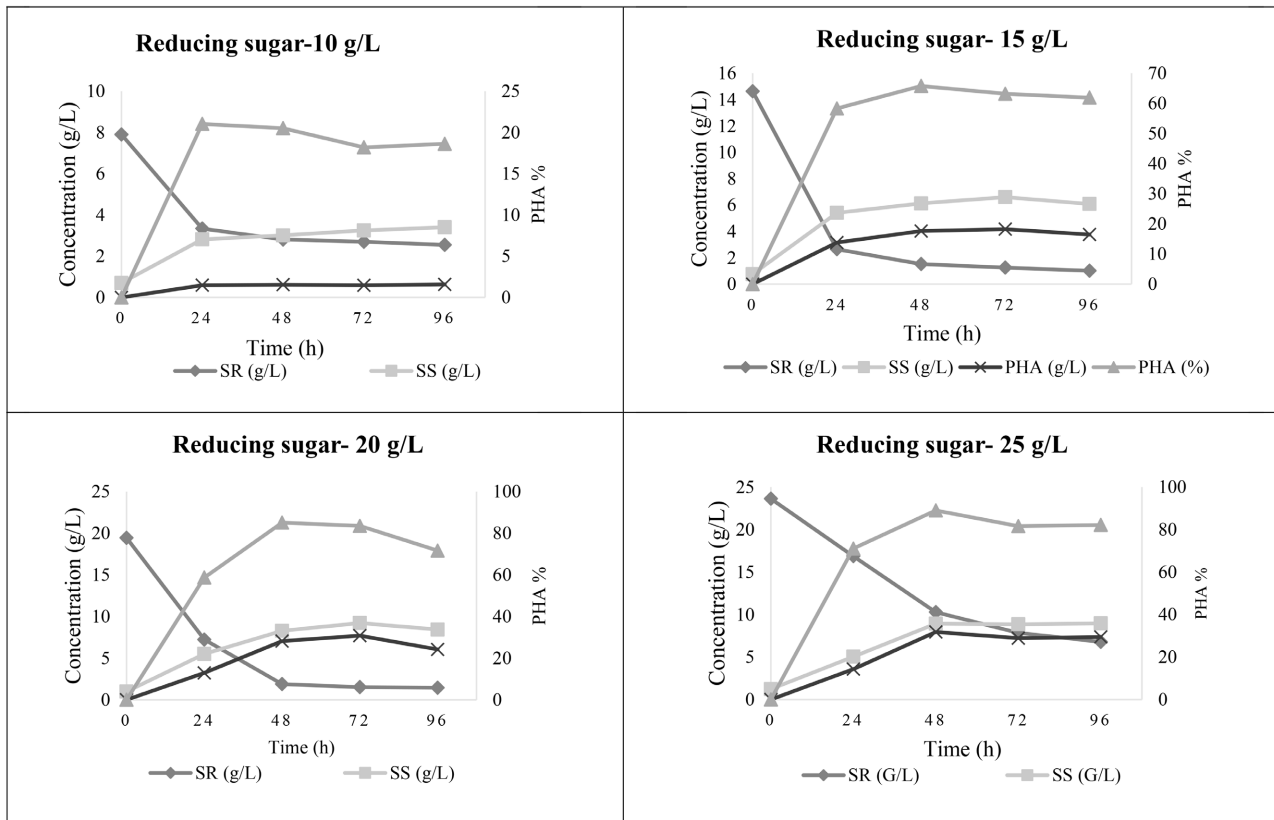 Reducing sugar-10 g/L
Concentration (g/L)
10
8
6
4
2
0
25
20
15
10
5
0
PHA %
0 24 48 72 96
Time (h)
SR (g/L) SS (g/L)
Reducing sugar- 15 g/L
Concentration (g/L)
16
14
12
10
8
6
4
2
0
70
60
50
40
30
20
10
0
PHA %
0 24 48 72 96
Time (h)
SR (g/L) SS (g/L) PHA (g/L) PHA (%)
Reducing sugar- 20 g/L
Concentration (g/L)
25
20
15
10
5
0
100
80
60
40
20
0
PHA %
0 24 48 72 96
Time (h)
SR (g/L) SS (g/L)
Reducing sugar- 25 g/L
Concentration (g/L)
25
20
15
10
5
0
100
80
60
40
20
0
PHA %
0 24 48 72 96
Time (h)
SR (G/L) SS (G/L)